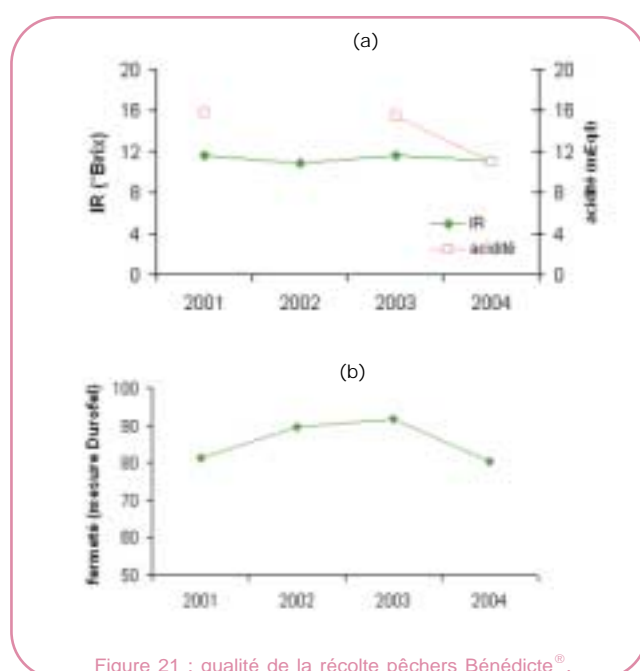 (a)
20
20
16
16
12
12
8
8
4
4
0
0
IR (°Brix)
acidité mEq/l
IR
acidité
2001 2002 2003 2004
(b)
100
90
80
70
60
50
fermeté (mesure Durofel)
2001 2002 2003 2004
Figure 21 : qualité de la récolte pêchers Bénédicte®.